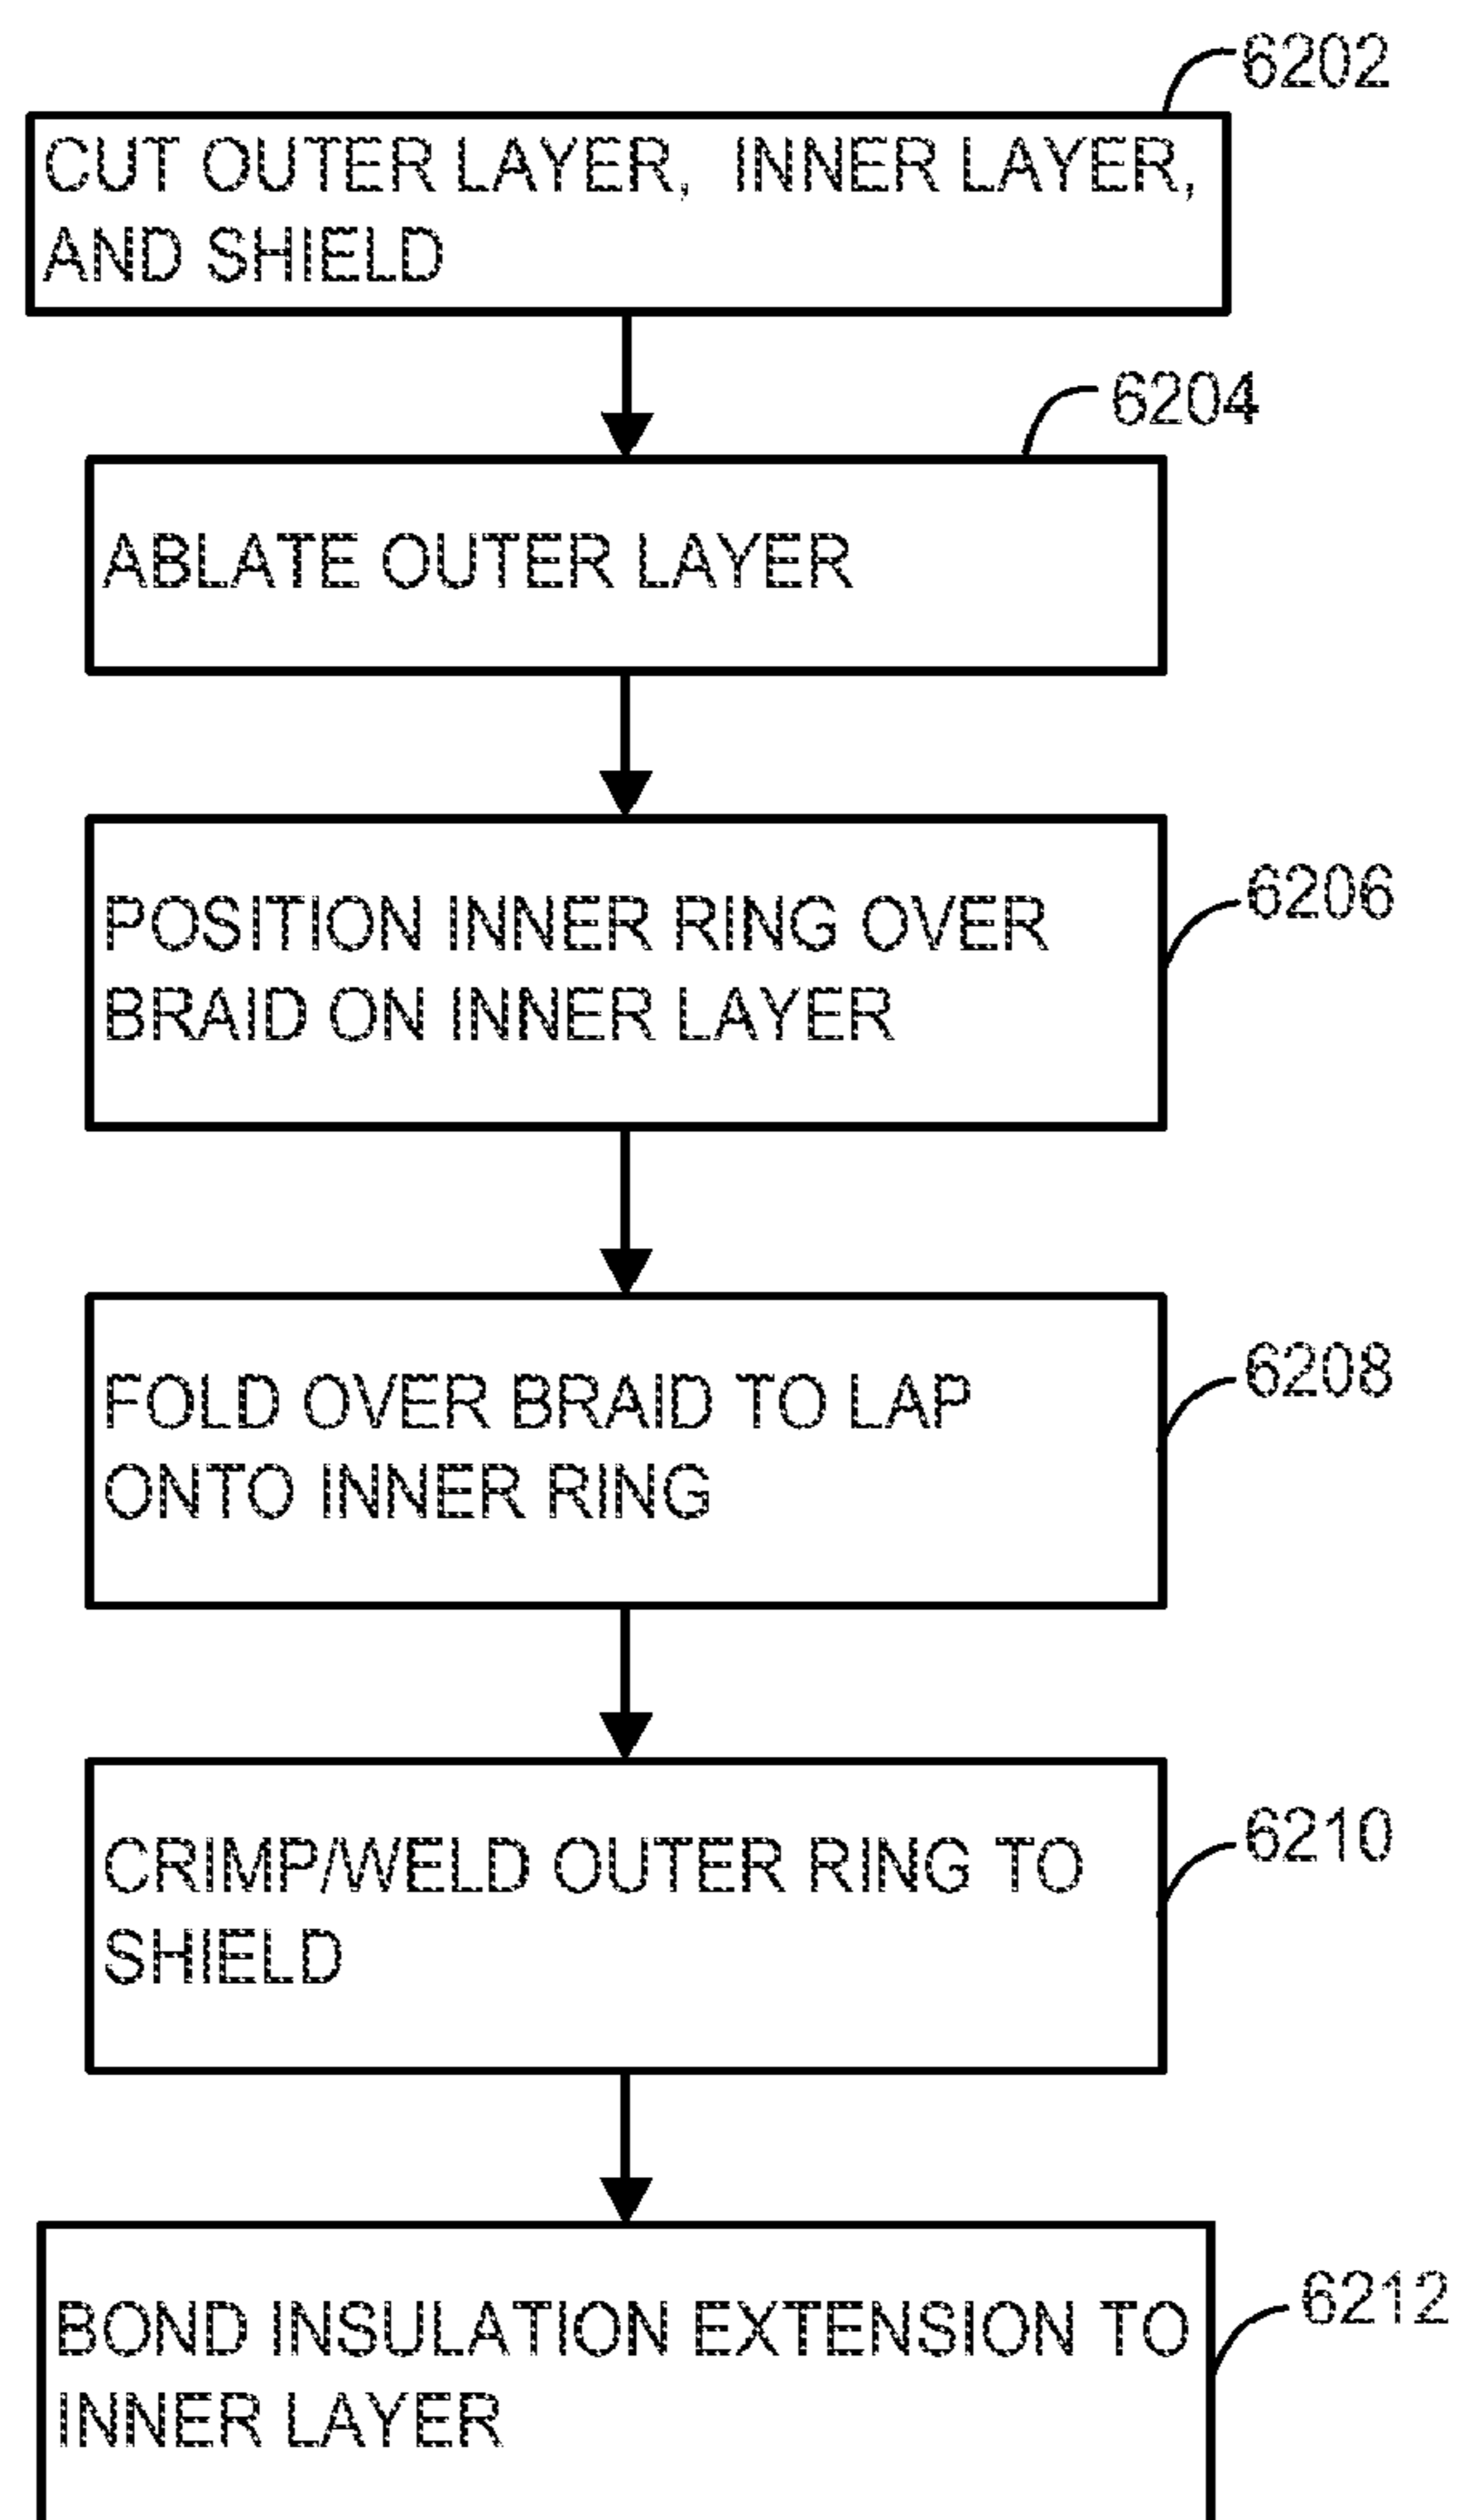 6202
CUT OUTER LAYER, INNER LAYER,
AND SHIELD
6204
ABLATE OUTER LAYER
6206
POSITION INNER RING OVER
BRAID ON INNER LAYER
6208
FOLD OVER BRAID TO LAP
ONTO INNER RING
6210
CRIMP/WELD OUTER RING TO
SHIELD
6212
BOND INSULATION EXTENSION TO
INNER LAYER